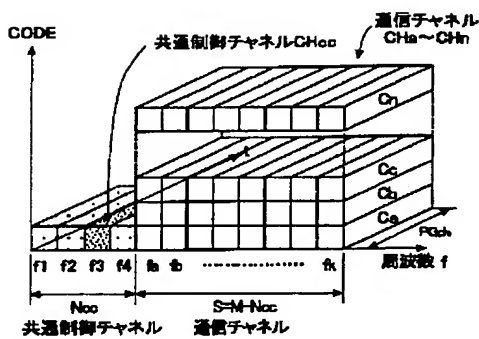 CODE
共通制御チャネルCHcc
通信チャネル
CHa～CHn
Cn
t
Cc
Cb
Ca
PGch
f1 f2 f3 f4 fa fb fk 周波数 f
Ncc S=M-Ncc
共通制御チャネル 通信チャネル